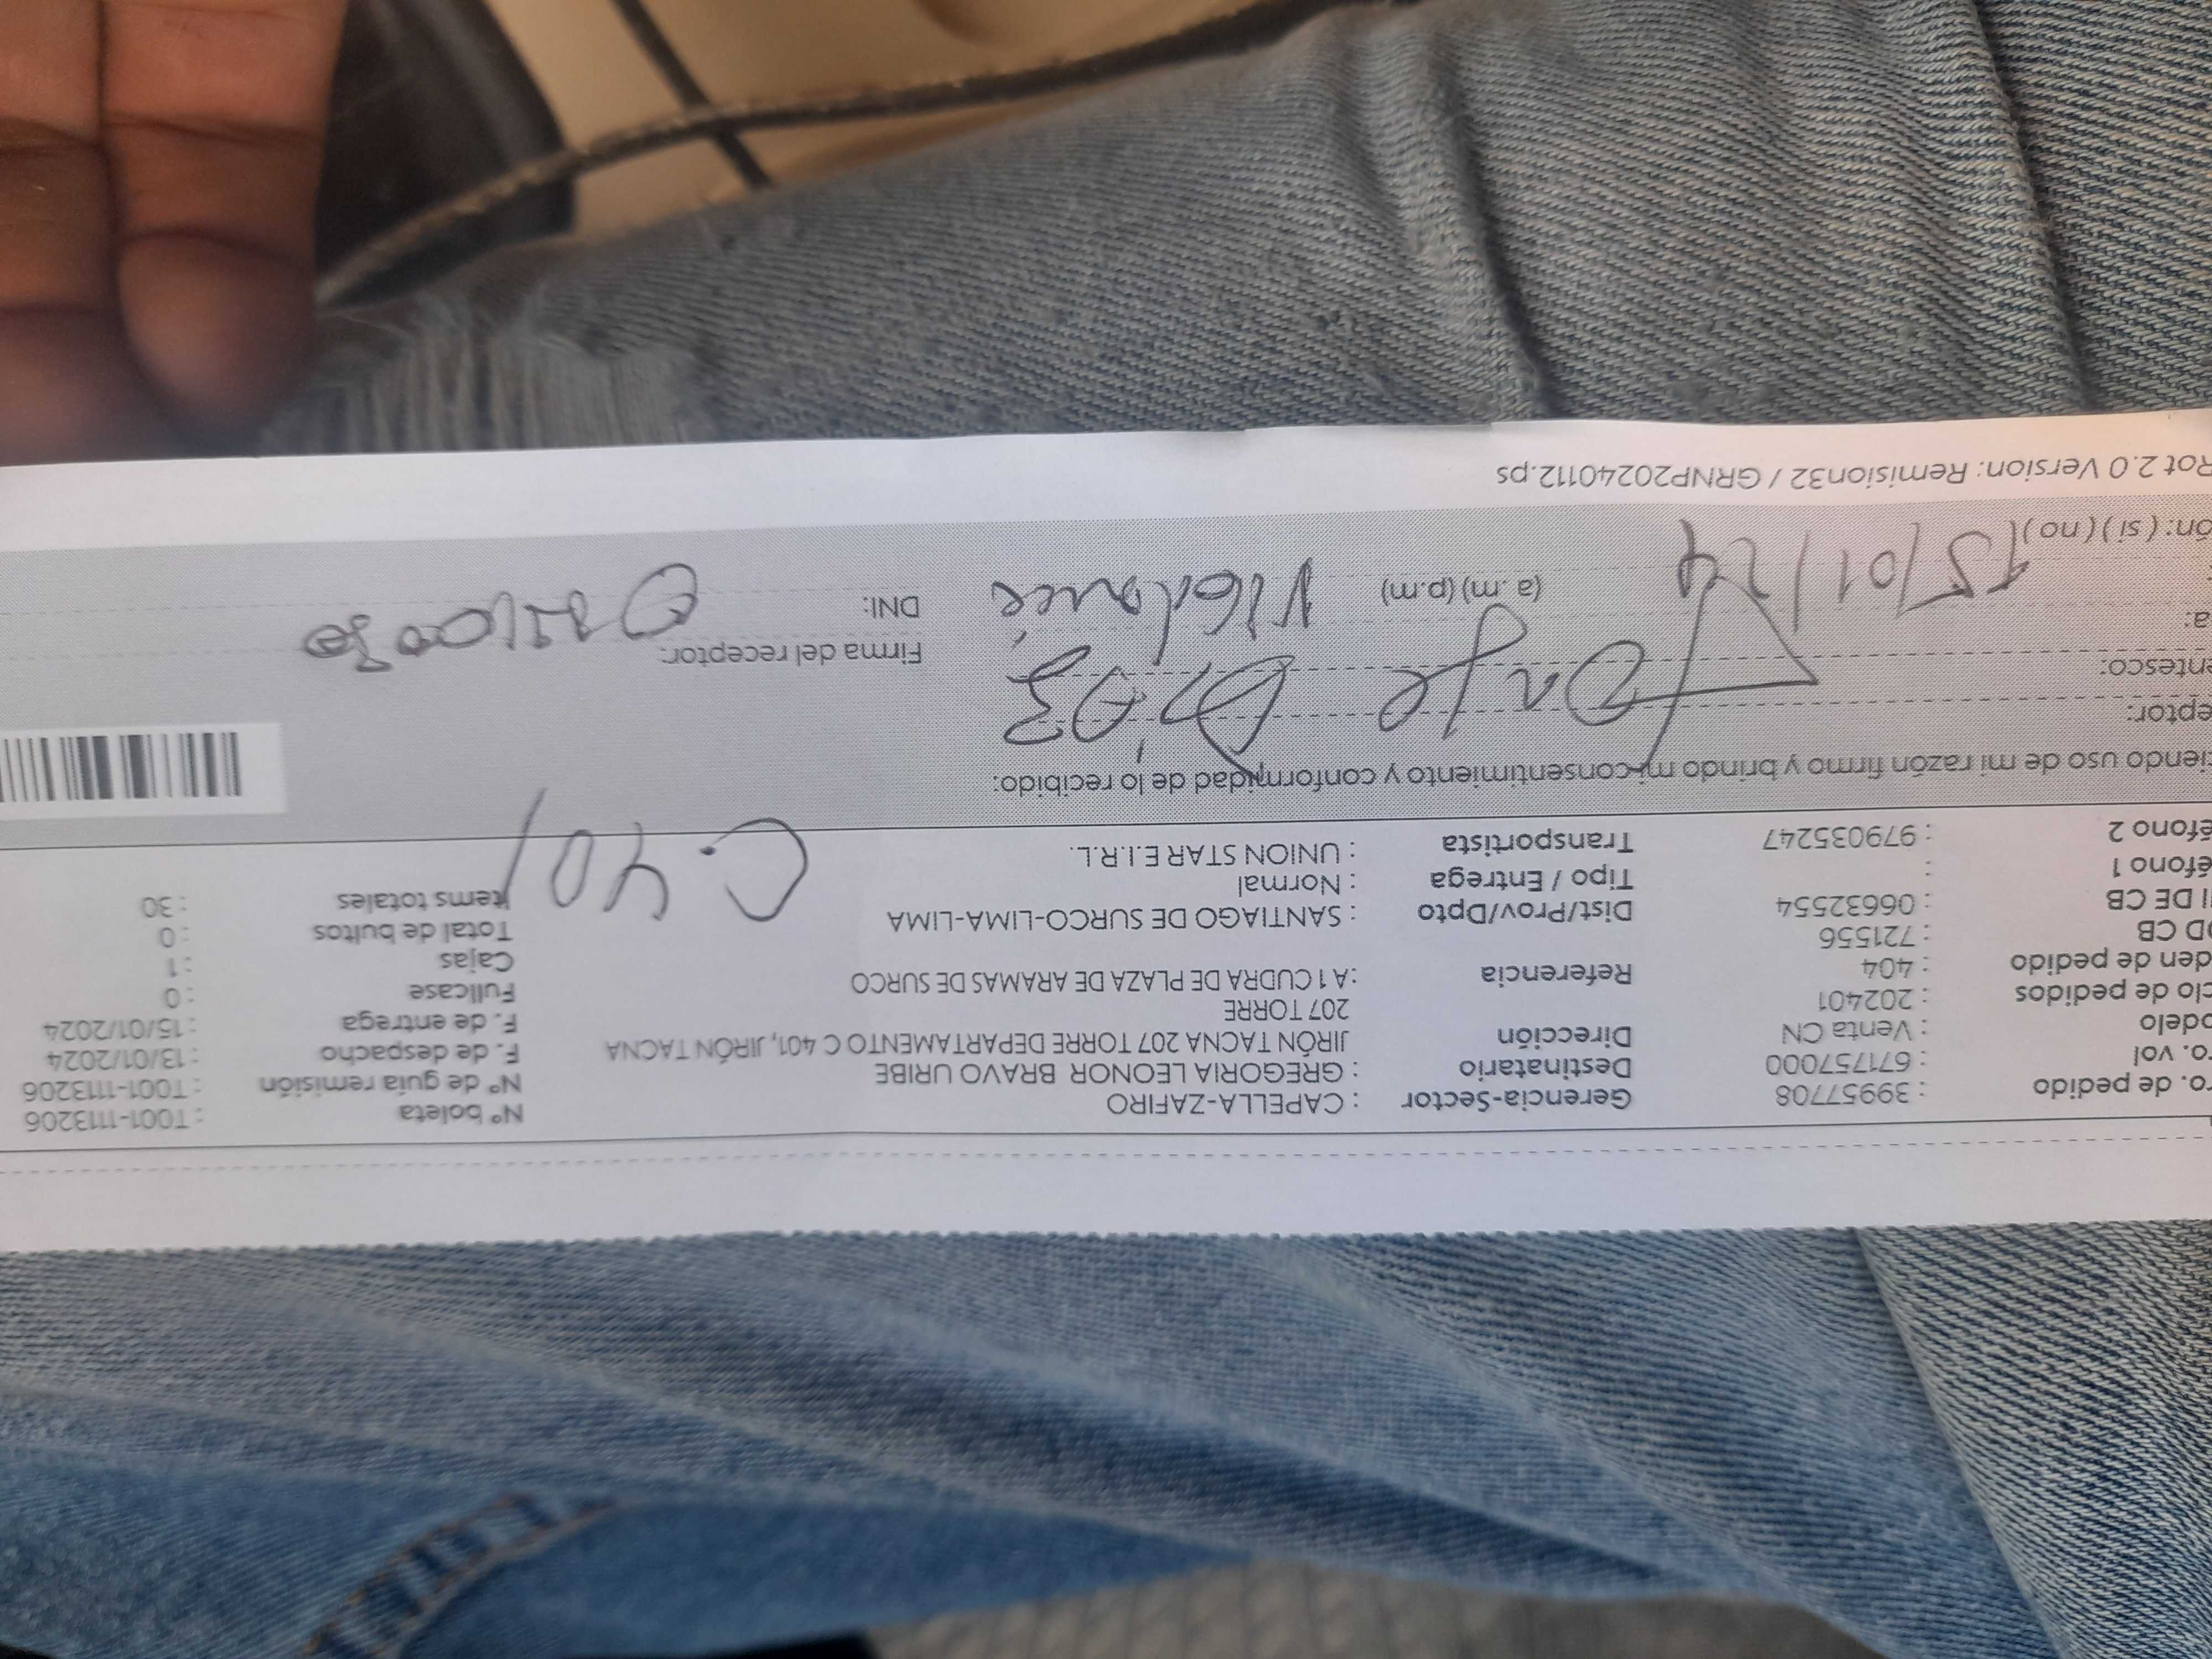 ro. de pedido : 39957708 Gerencia-Sector : CAPELLA-ZAFIRO Nº boleta : T001-1113206
ro. vol : 671757000 Destinatario : GREGORIA LEONOR BRAVO URIBE Nº de guía remisión : T001-1113206
odelo : Venta CN Dirección JIRÓN TACNA 207 TORRE DEPARTAMENTO C 401, JIRÓN TACNA F. de despacho : 13/01/2024
clo de pedidos : 202401 207 TORRE F. de entrega : 15/01/2024
den de pedido : 404 Referencia : A 1 CUDRA DE PLAZA DE ARAMAS DE SURCO Fullcase : 0
OD CB : 721556 Cajas : 1
I DE CB : 06632554 Dist/Prov/Dpto : SANTIAGO DE SURCO-LIMA-LIMA Total de bultos : 0
éfono 1 : Tipo / Entrega : Normal Items totales : 30
éfono 2 : 979035247 Transportista : UNION STAR E.I.R.L.
C-401
ciendo uso de mi razón firmo y brindo mi consentimiento y conformidad de lo recibido:
eptor:
Jorge Díaz
entesco: Firma del receptor:
a: (a .m) (p.m) DNI:
15/01/24
ón: ( si ) ( no )
Rot 2.0 Version: Remision32 / GRNP20240112.ps